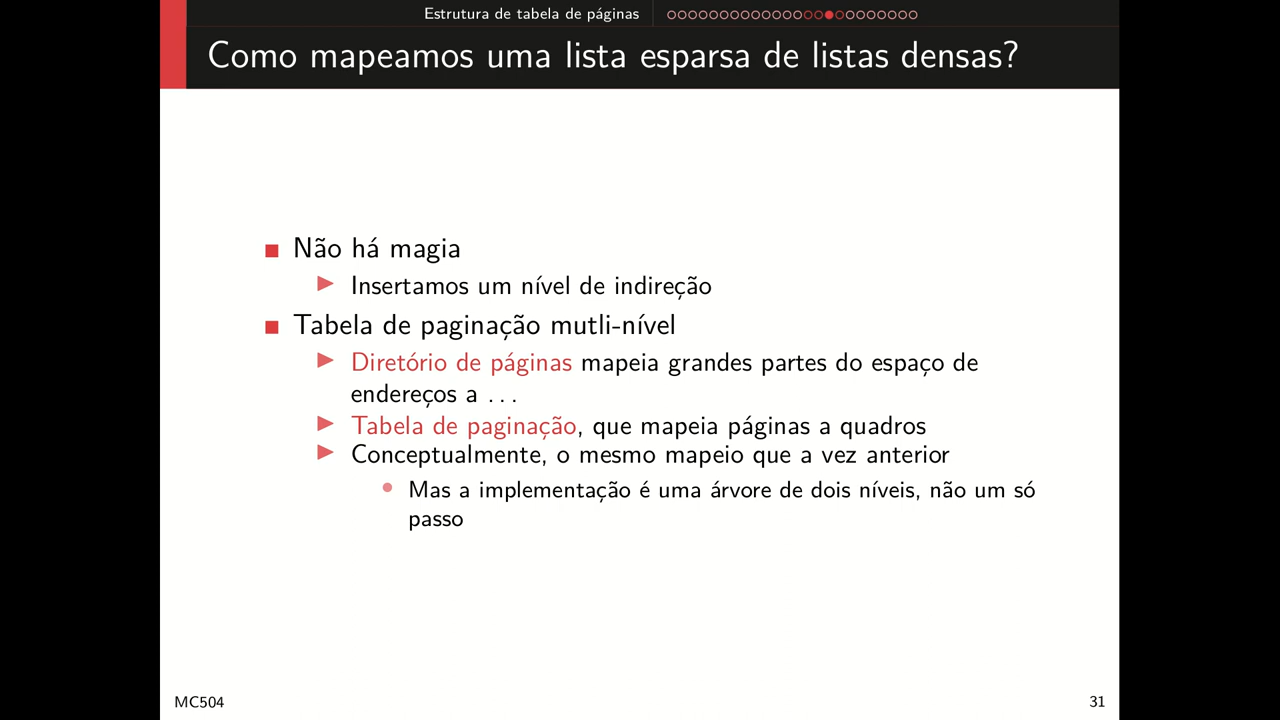 Estrutura de tabela de páginas
Como mapeamos uma lista esparsa de listas densas?
Não há magia
Insertamos um nível de indireção
Tabela de paginação mutli-nível
Diretório de páginas mapeia grandes partes do espaço de
endereços a ...
Tabela de paginação, que mapeia páginas a quadros
Conceptualmente, o mesmo mapeio que a vez anterior
Mas a implementação é uma árvore de dois níveis, não um só
passo
MC504
31